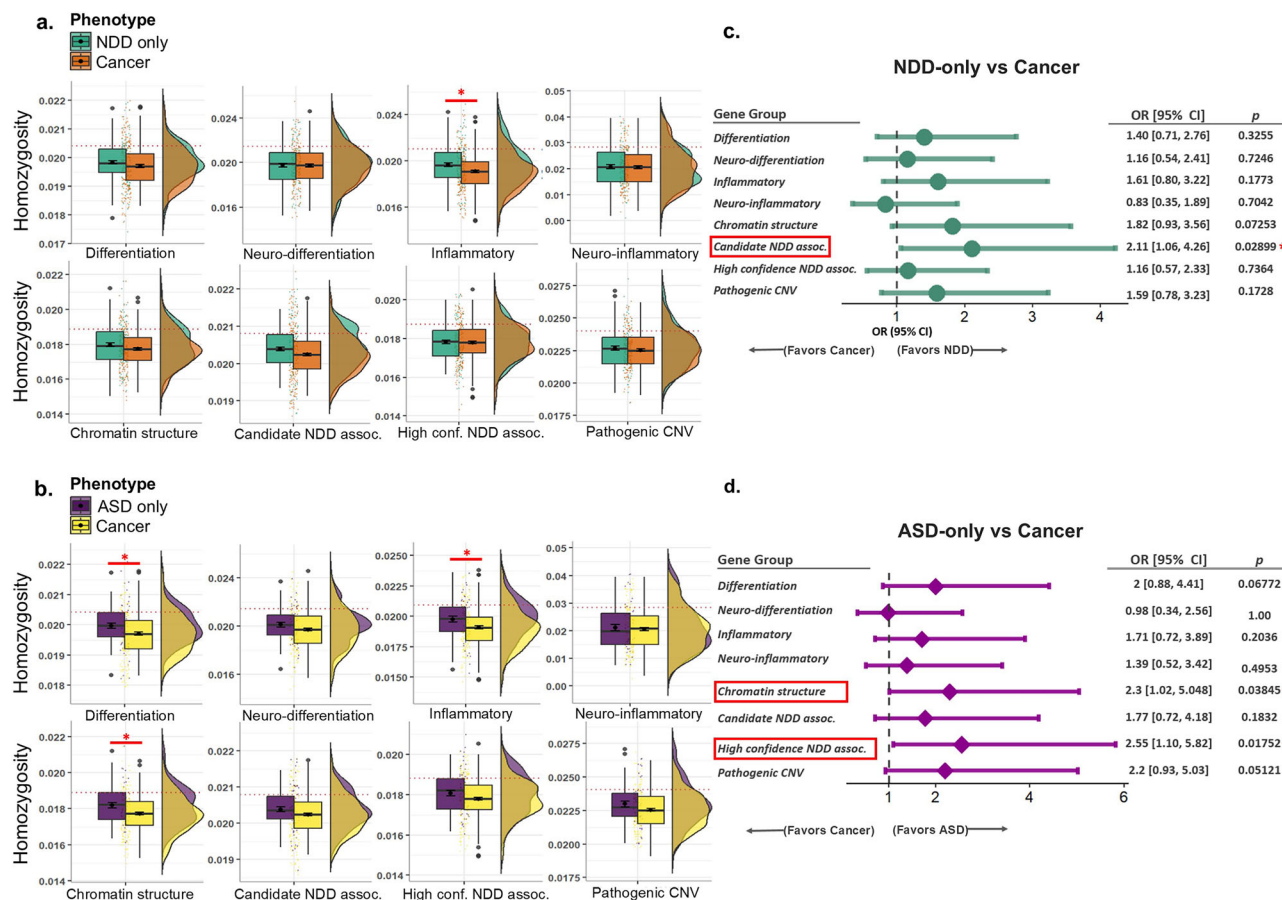 a.
Phenotype
NDD only
Cancer
Homozygosity
0.022
0.020
0.019
0.018
0.017
Differentiation
0.024
0.020
0.016
Neuro-differentiation
*
0.024
0.020
0.016
Inflammatory
0.05
0.04
0.03
0.02
0.01
0.00
Neuro-inflammatory
Homozygosity
0.020
0.018
0.016
0.014
Chromatin structure
0.022
0.021
0.020
0.019
Candidate NDD assoc.
0.020
0.018
0.016
0.014
High conf. NDD assoc.
0.0275
0.0250
0.0225
0.0200
0.0175
Pathogenic CNV
b.
Phenotype
ASD only
Cancer
Homozygosity
*
0.022
0.021
0.020
0.019
0.018
Differentiation
0.024
0.020
0.016
Neuro-differentiation
*
0.0250
0.0225
0.0200
0.0175
0.0150
Inflammatory
0.05
0.04
0.03
0.02
0.01
0.00
Neuro-inflammatory
Homozygosity
*
0.020
0.018
0.016
0.014
Chromatin structure
0.022
0.021
0.020
0.019
Candidate NDD assoc.
0.020
0.018
0.016
0.014
High conf. NDD assoc.
0.0275
0.0250
0.0225
0.0200
0.0175
Pathogenic CNV
c.
NDD-only vs Cancer
Gene Group OR [95% CI] p
Differentiation 1.40 [0.71, 2.76] 0.3255
Neuro-differentiation 1.16 [0.54, 2.41] 0.7246
Inflammatory 1.61 [0.80, 3.22] 0.1773
Neuro-inflammatory 0.83 [0.35, 1.89] 0.7042
Chromatin structure 1.82 [0.93, 3.56] 0.07253
Candidate NDD assoc. 2.11 [1.06, 4.26] 0.02899 *
High confidence NDD assoc. 1.16 [0.57, 2.33] 0.7364
Pathogenic CNV 1.59 [0.78, 3.23] 0.1728
1 2 3 4
OR (95% CI)
(Favors Cancer) (Favors NDD)
d.
ASD-only vs Cancer
Gene Group OR [95% CI] p
Differentiation 2 [0.88, 4.41] 0.06772
Neuro-differentiation 0.98 [0.34, 2.56] 1.00
Inflammatory 1.71 [0.72, 3.89] 0.2036
Neuro-inflammatory 1.39 [0.52, 3.42] 0.4953
Chromatin structure 2.3 [1.02, 5.048] 0.03845
Candidate NDD assoc. 1.77 [0.72, 4.18] 0.1832
High confidence NDD assoc. 2.55 [1.10, 5.82] 0.01752
Pathogenic CNV 2.2 [0.93, 5.03] 0.05121
1 2 4 6
(Favors Cancer) (Favors ASD)